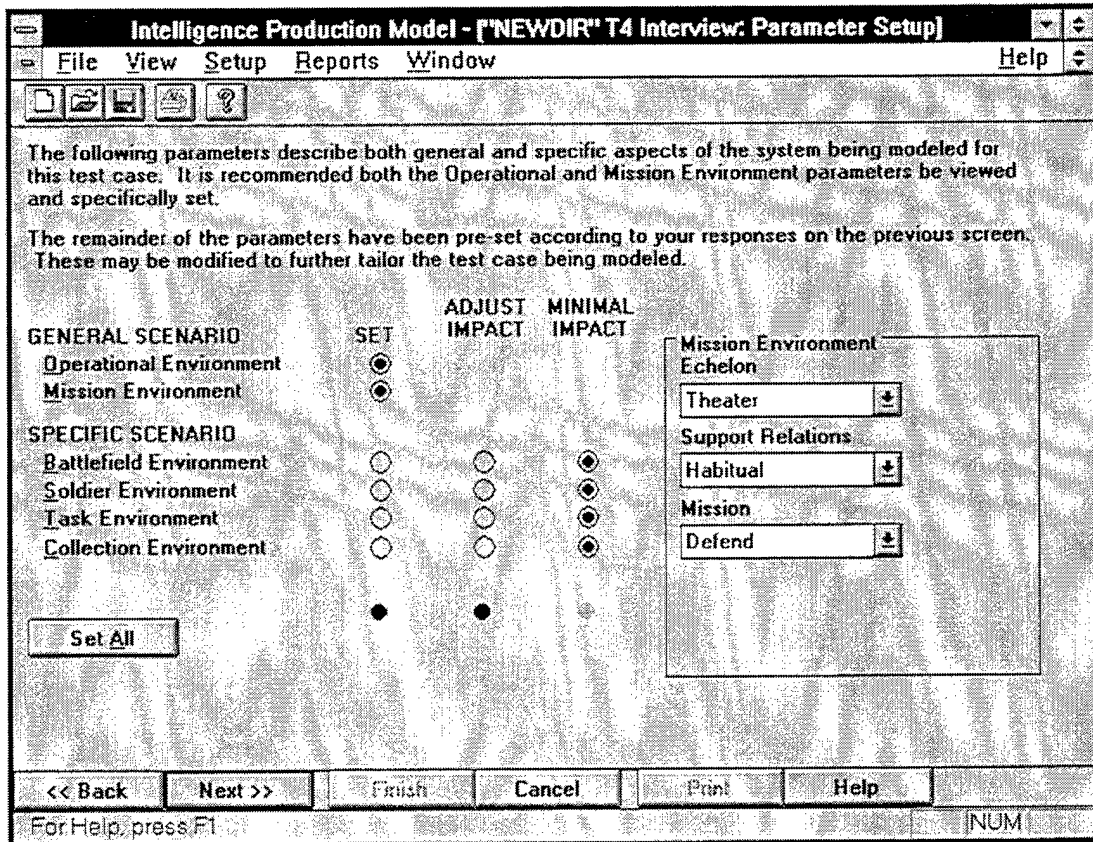 Intelligence Production Model - ["NEWDIR" T4 Interview: Parameter Setup]
File View Setup Reports Window Help
The following parameters describe both general and specific aspects of the system being modeled for
this test case. It is recommended both the Operational and Mission Environment parameters be viewed
and specifically set.
The remainder of the parameters have been pre-set according to your responses on the previous screen.
These may be modified to further tailor the test case being modeled.
ADJUST MINIMAL
GENERAL SCENARIO SET IMPACT IMPACT
Operational Environment
Mission Environment
SPECIFIC SCENARIO
Battlefield Environment
Soldier Environment
Task Environment
Collection Environment
Set All
Mission Environment
Echelon
Theater
Support Relations
Habitual
Mission
Defend
<< Back Next >> Finish Cancel Print Help
For Help, press F1 NUM